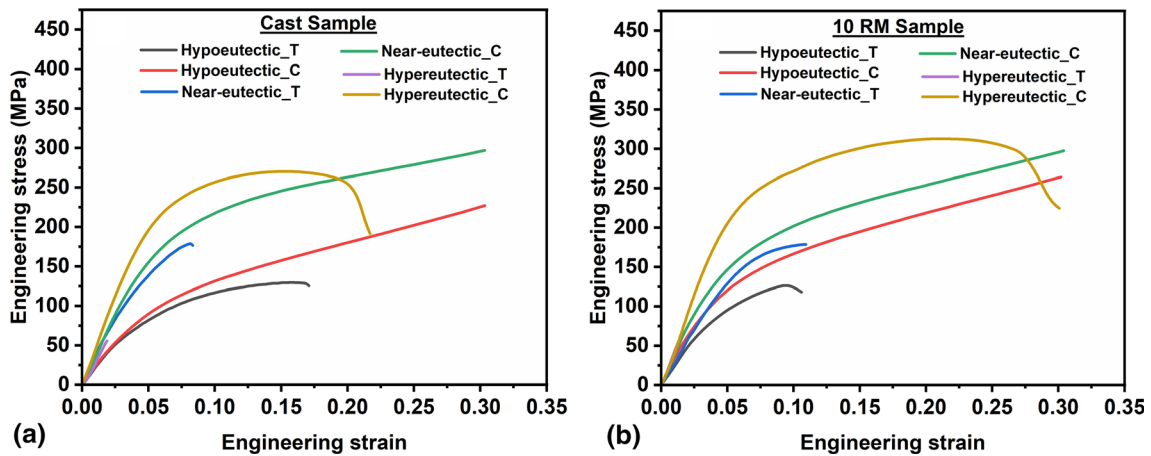 Cast Sample
Hypoeutectic_T
Hypoeutectic_C
Near-eutectic_T
Near-eutectic_C
Hypereutectic_T
Hypereutectic_C
Engineering stress (MPa)
450
400
350
300
250
200
150
100
50
0
0.00 0.05 0.10 0.15 0.20 0.25 0.30 0.35
Engineering strain
(a)
10 RM Sample
Hypoeutectic_T
Hypoeutectic_C
Near-eutectic_T
Near-eutectic_C
Hypereutectic_T
Hypereutectic_C
Engineering stress (MPa)
450
400
350
300
250
200
150
100
50
0
0.00 0.05 0.10 0.15 0.20 0.25 0.30 0.35
Engineering strain
(b)